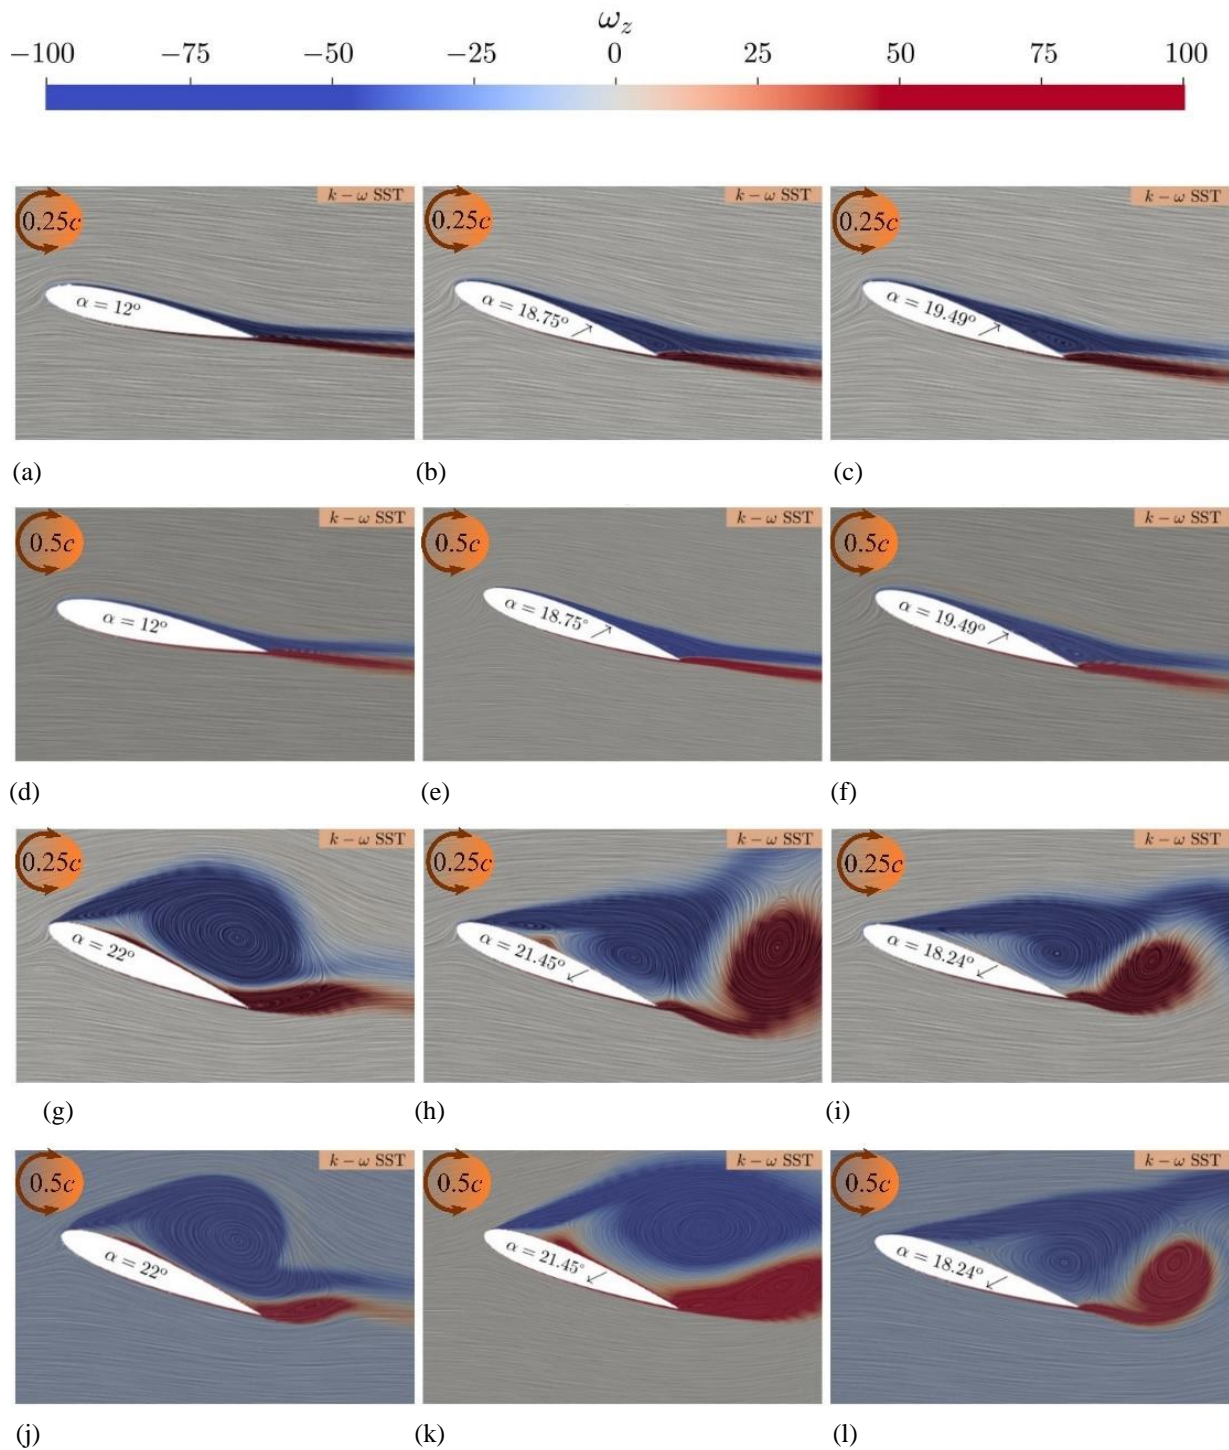 ω_z
−100 −75 −50 −25 0 25 50 75 100
0.25c k − ω SST 0.25c k − ω SST 0.25c k − ω SST
α = 12° α = 18.75° ↗ α = 19.49° ↗
(a) (b) (c)
0.5c k − ω SST 0.5c k − ω SST 0.5c k − ω SST
α = 12° α = 18.75° ↗ α = 19.49° ↗
(d) (e) (f)
0.25c k − ω SST 0.25c k − ω SST 0.25c k − ω SST
α = 22° α = 21.45° ↙ α = 18.24° ↙
(g) (h) (i)
0.5c k − ω SST 0.5c k − ω SST 0.5c k − ω SST
α = 22° α = 21.45° ↙ α = 18.24° ↙
(j) (k) (l)